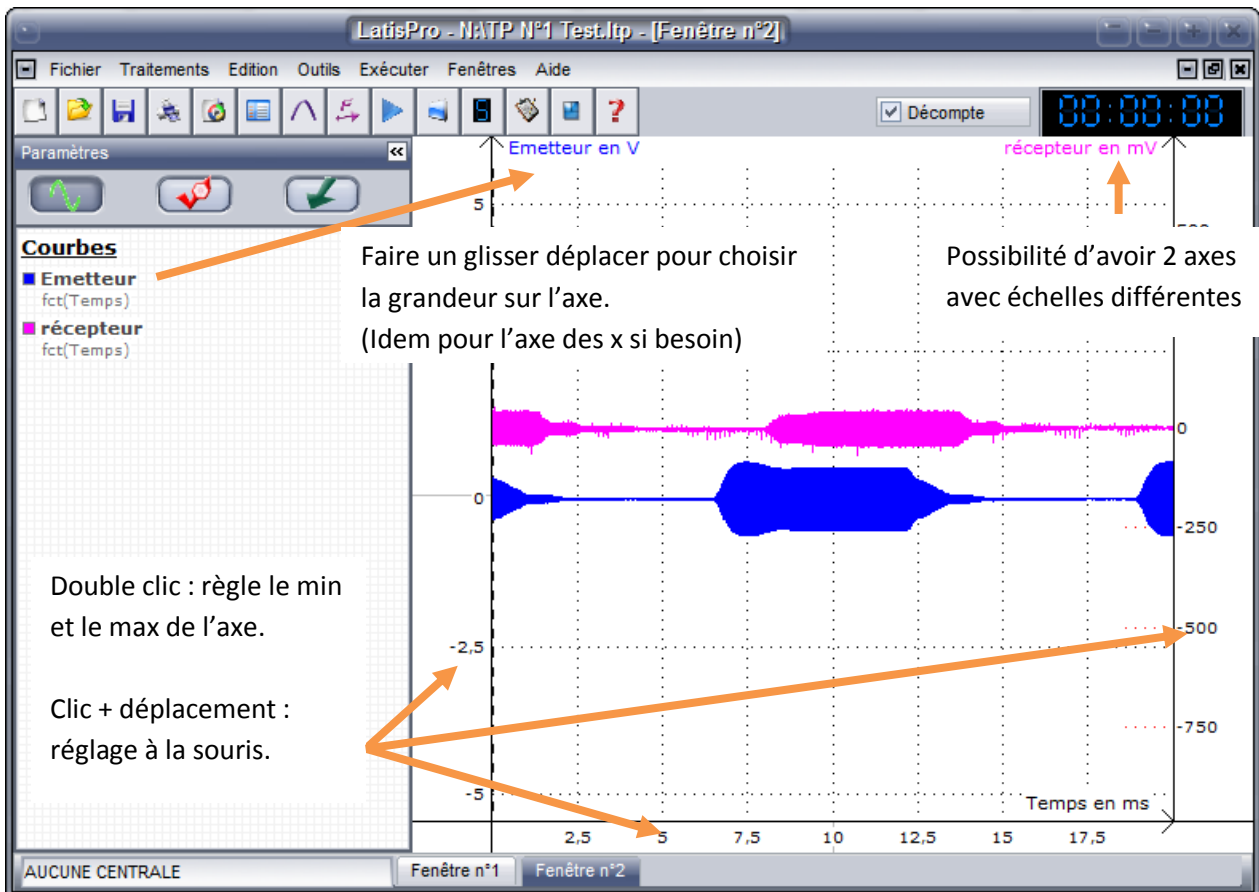 LatisPro - N:\TP N°1 Test.ltp - [Fenêtre n°2]
Fichier Traitements Edition Outils Exécuter Fenêtres Aide
Décompte
00:00:00
Paramètres
Courbes
Emetteur
fct(Temps)
récepteur
fct(Temps)
Emetteur en V
récepteur en mV
5
Faire un glisser déplacer pour choisir
la grandeur sur l’axe.
(Idem pour l’axe des x si besoin)
Possibilité d’avoir 2 axes
avec échelles différentes
0
0
-250
-500
-750
-2,5
-5
Double clic : règle le min
et le max de l’axe.
Clic + déplacement :
réglage à la souris.
Temps en ms
2,5 5 7,5 10 12,5 15 17,5
AUCUNE CENTRALE
Fenêtre n°1 Fenêtre n°2